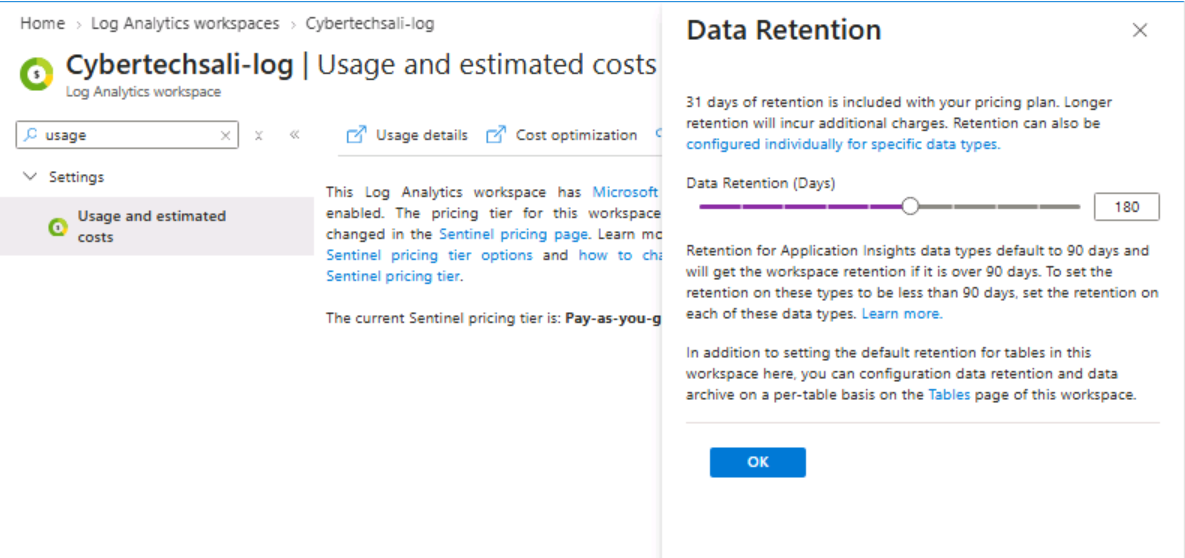 Home > Log Analytics workspaces > Cybertechsali-log
Cybertechsali-log | Usage and estimated costs
Log Analytics workspace
usage
Usage details
Cost optimization
Settings
Usage and estimated
costs
This Log Analytics workspace has Microsoft
enabled. The pricing tier for this workspace
changed in the Sentinel pricing page. Learn mo
Sentinel pricing tier options and how to cha
Sentinel pricing tier.
The current Sentinel pricing tier is: Pay-as-you-g
Data Retention
31 days of retention is included with your pricing plan. Longer
retention will incur additional charges. Retention can also be
configured individually for specific data types.
Data Retention (Days)
180
Retention for Application Insights data types default to 90 days and
will get the workspace retention if it is over 90 days. To set the
retention on these types to be less than 90 days, set the retention on
each of these data types. Learn more.
In addition to setting the default retention for tables in this
workspace here, you can configuration data retention and data
archive on a per-table basis on the Tables page of this workspace.
OK